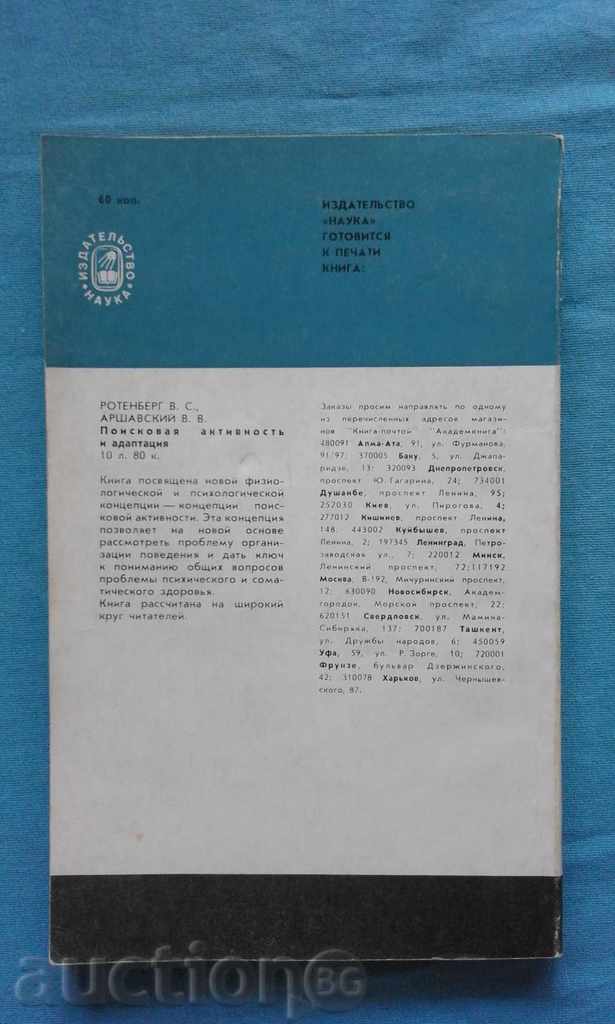 60 коп.
ИЗДАТЕЛЬСТВО
«НАУКА»
ГОТОВИТСЯ
К ПЕЧАТИ
КНИГА:
ИЗДАТЕЛЬСТВО
•НАУКА•
РОТЕНБЕРГ В. С.,
АРШАВСКИЙ В. В.
Поисковая активность
и адаптация
10 л. 80 к.
Книга посвящена новой физио-
логической и психологической
концепции — концепции поис-
ковой активности. Эта концепция
позволяет на новой основе
рассмотреть проблему органи-
зации поведения и дать ключ
к пониманию общих вопросов
проблемы психического и сома-
тического здоровья.
Книга рассчитана на широкий
круг читателей.
Заказы просим направлять по одному
из перечисленных адресов магази-
нов "Книга-почтой" "Академкнига":
480091 Алма-Ата, 91, ул. Фурманова,
91/97; 370005 Баку, 5, ул. Джапа-
ридзе, 13; 320093 Днепропетровск,
проспект Ю. Гагарина, 24; 734001
Душанбе, проспект Ленина, 95;
252030 Киев, ул. Пирогова, 4;
277012 Кишинев, проспект Ленина,
148; 443002 Куйбышев, проспект
Ленина, 2; 197345 Ленинград, Петро-
заводская ул., 7; 220012 Минск,
Ленинский проспект, 72; 117192
Москва, В-192, Мичуринский проспект,
12; 630090 Новосибирск, Академ-
городок, Морской проспект, 22;
620151 Свердловск, ул. Мамина-
Сибиряка, 137; 700187 Ташкент,
ул. Дружбы народов, 6; 450059
Уфа, 59, ул. Р. Зорге, 10; 720001
Фрунзе, бульвар Дзержинского,
42; 310078 Харьков, ул. Чернышев-
ского, 87.
auctionBG